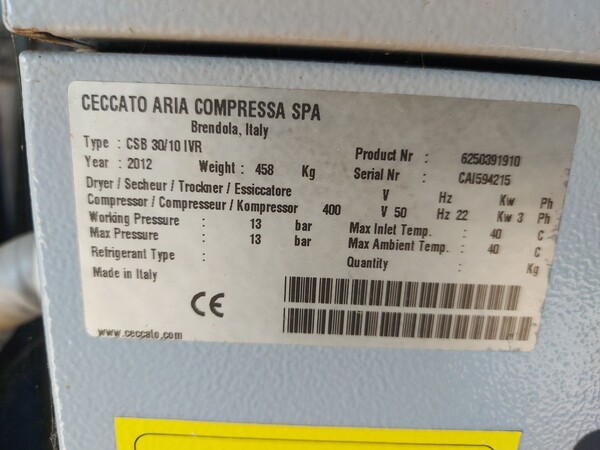 CECCATO ARIA COMPRESSA SPA
Brendola, Italy
Type : CSB 30/10 IVR
Product Nr : 6250391910
Year : 2012 Weight : 458 Kg
Serial Nr : CAI594215
Dryer / Secheur / Trockner / Essiccatore V Hz Kw Ph
Compressor / Compresseur / Kompressor 400 V 50 Hz 22 Kw 3 Ph
Working Pressure : 13 bar Max Inlet Temp. : 40 C
Max Pressure : 13 bar Max Ambient Temp. : 40 C
Refrigerant Type : Quantity : Kg
Made in Italy
CE
www.ceccato.com